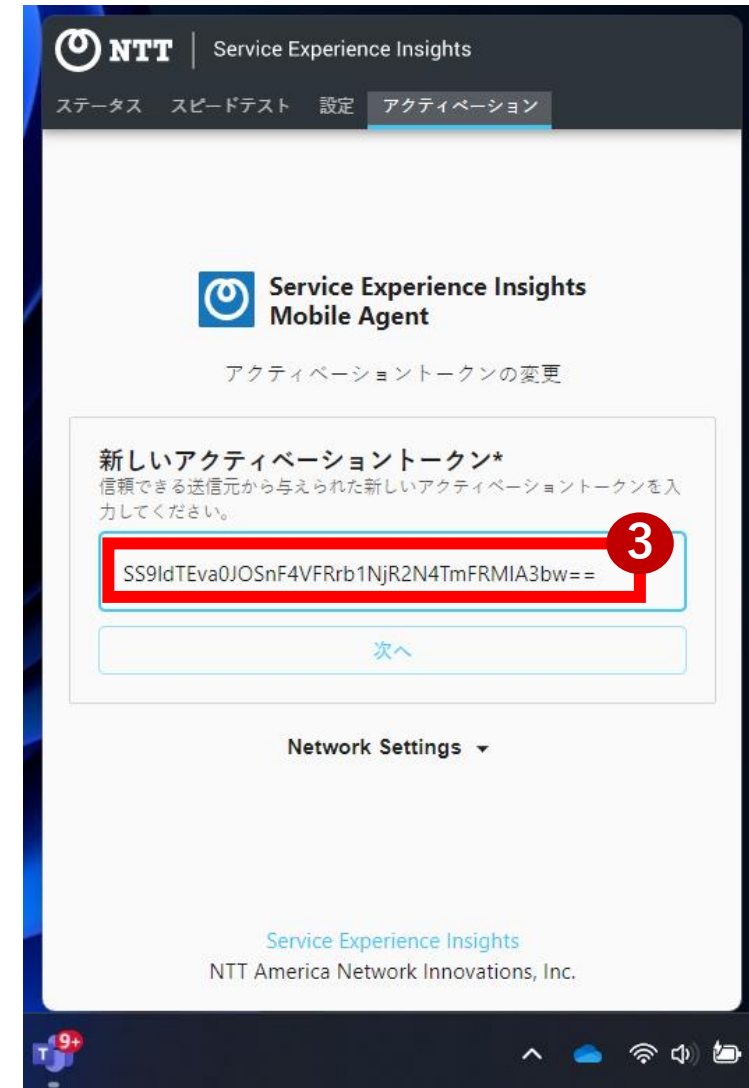 NTT | Service Experience Insights
ステータス スピードテスト 設定 アクティベーション
Service Experience Insights
Mobile Agent
アクティベーショントークンの変更
新しいアクティベーショントークン*
信頼できる送信元から与えられた新しいアクティベーショントークンを入
力してください。
3
SS9IdTEva0JOSnF4VFRrb1NjR2N4TmFRMIA3bw==
次へ
Network Settings
Service Experience Insights
NTT America Network Innovations, Inc.
9+
T